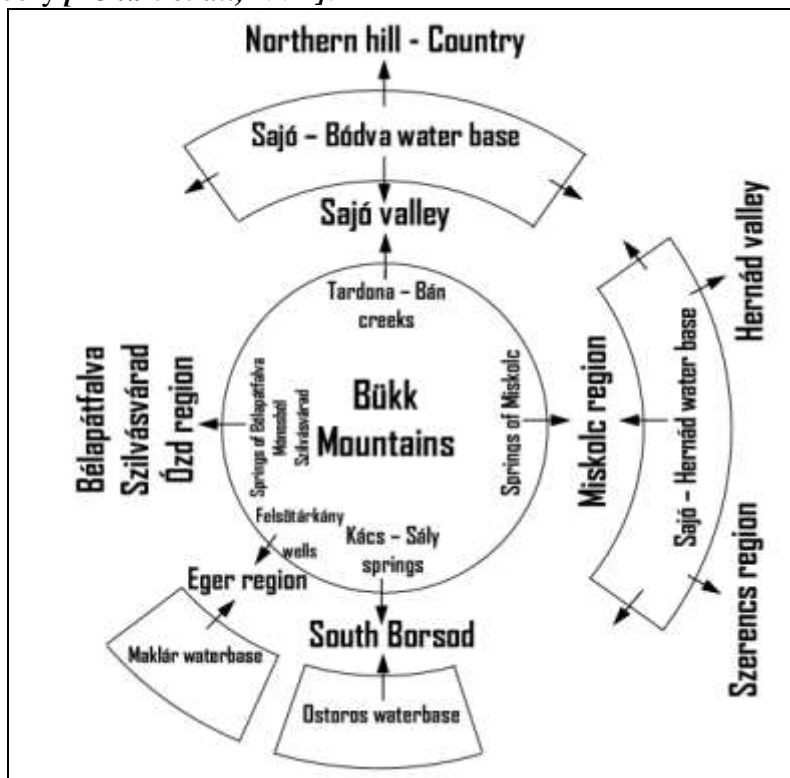 Northern hill - Country
Sajó – Bódva water base
Sajó valley
Tardona – Bán
creeks
Bükk
Mountains
Springs of Miskolc
Miskolc region
Sajó – Hernád water base
Hernád valley
Szerencs region
Bélapátfalva
Szilvásvárad
Ózd region
Springs of Bélapátfalva
Szilvásvárad
Felsőtárkány
wells
Kács – Sály
springs
Eger region
South Borsod
Maklár waterbase
Ostoros waterbase